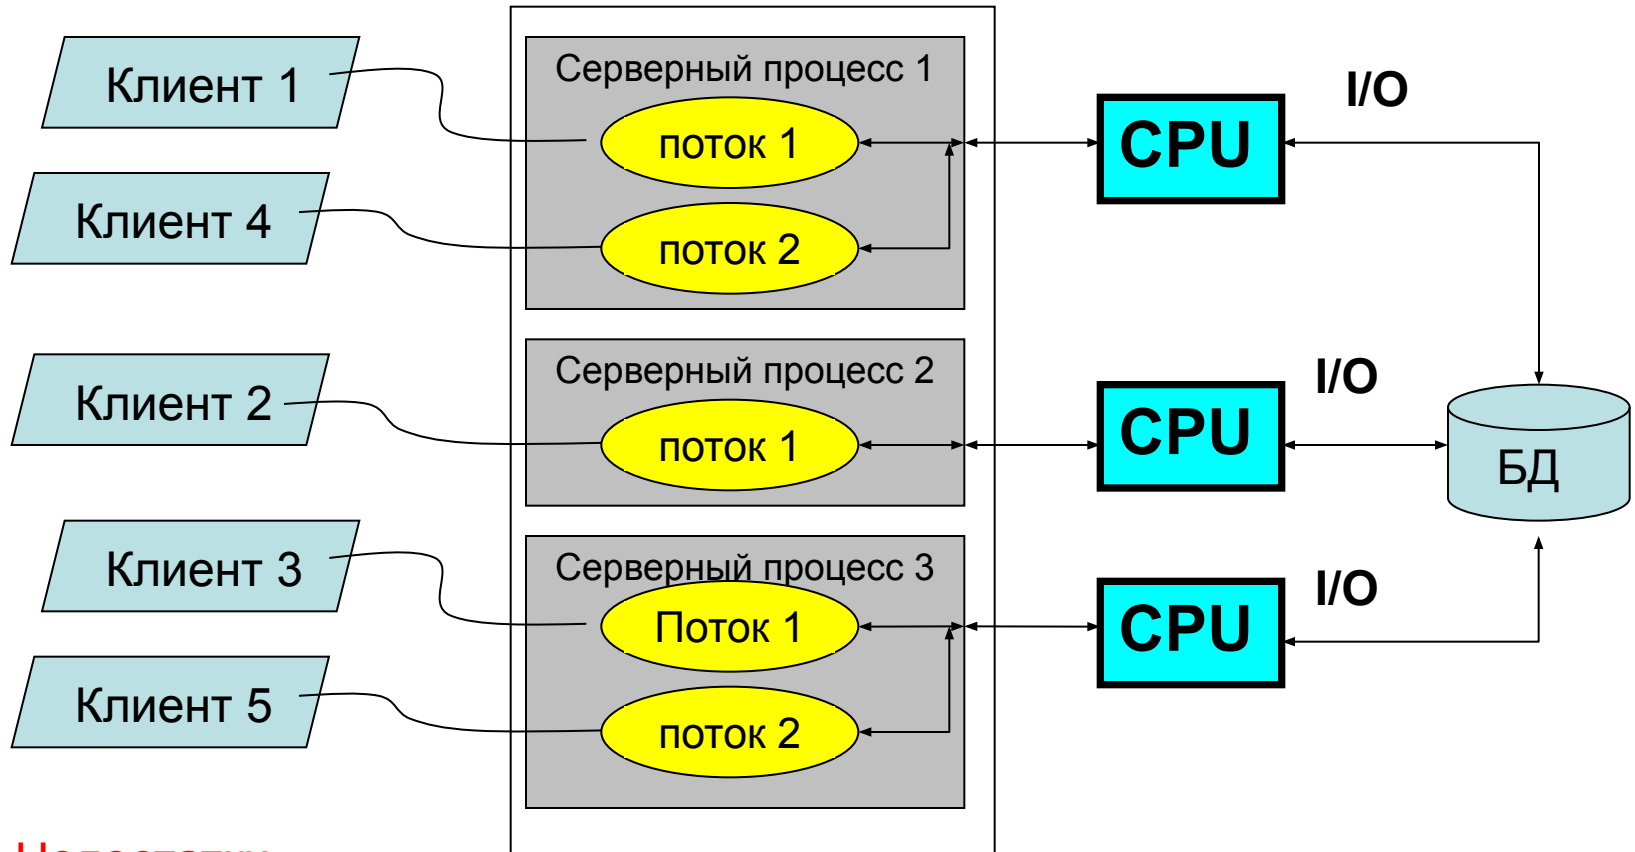 Клиент 1
Клиент 4
Клиент 2
Клиент 3
Клиент 5
Серверный процесс 1
поток 1
поток 2
Серверный процесс 2
поток 1
Серверный процесс 3
Поток 1
поток 2
CPU
I/O
CPU
I/O
CPU
I/O
БД